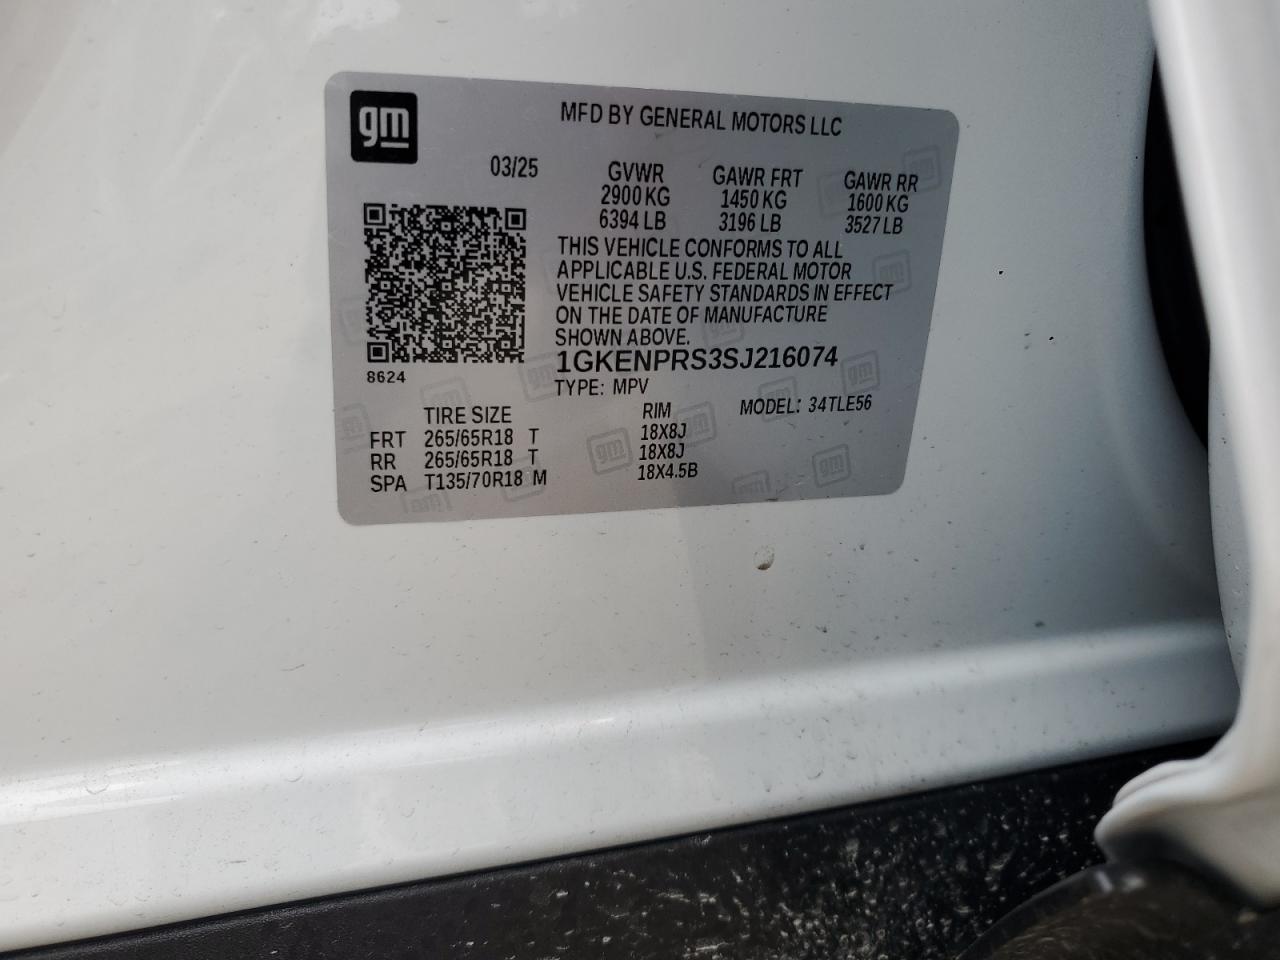 gm
MFD BY GENERAL MOTORS LLC
03/25
GVWR GAWR FRT GAWR RR
2900 KG 1450 KG 1600 KG
6394 LB 3196 LB 3527 LB
THIS VEHICLE CONFORMS TO ALL
APPLICABLE U.S. FEDERAL MOTOR
VEHICLE SAFETY STANDARDS IN EFFECT
ON THE DATE OF MANUFACTURE
SHOWN ABOVE.
1GKENPRS3SJ216074
8624
TYPE: MPV MODEL: 34TLE56
TIRE SIZE RIM
FRT 265/65R18 T 18X8J
RR 265/65R18 T 18X8J
SPA T135/70R18 M 18X4.5B